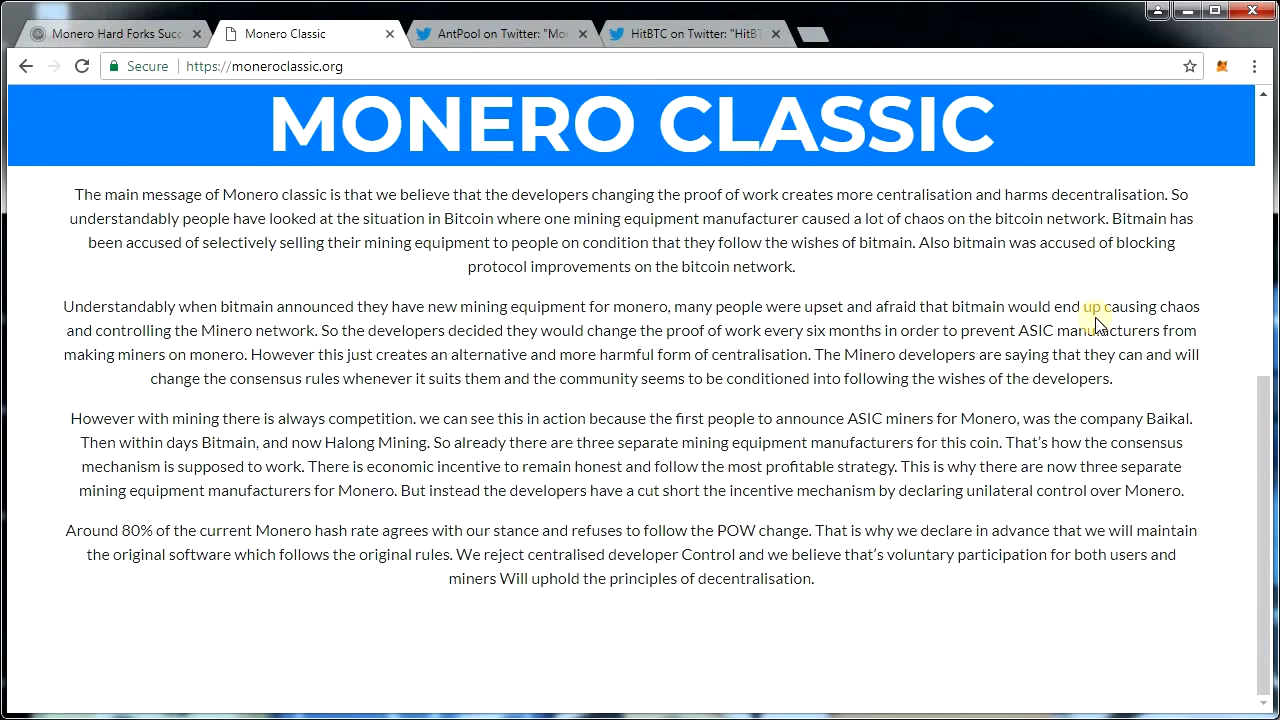 Monero Hard Forks Succ
Monero Classic
AntPool on Twitter: "Mo
HitBTC on Twitter: "HitBT
Secure
https://moneroclassic.org
MONERO CLASSIC
The main message of Monero classic is that we believe that the developers changing the proof of work creates more centralisation and harms decentralisation. So
understandably people have looked at the situation in Bitcoin where one mining equipment manufacturer caused a lot of chaos on the bitcoin network. Bitmain has
been accused of selectively selling their mining equipment to people on condition that they follow the wishes of bitmain. Also bitmain was accused of blocking
protocol improvements on the bitcoin network.
Understandably when bitmain announced they have new mining equipment for monero, many people were upset and afraid that bitmain would end up causing chaos
and controlling the Minero network. So the developers decided they would change the proof of work every six months in order to prevent ASIC manufacturers from
making miners on monero. However this just creates an alternative and more harmful form of centralisation. The Minero developers are saying that they can and will
change the consensus rules whenever it suits them and the community seems to be conditioned into following the wishes of the developers.
However with mining there is always competition. we can see this in action because the first people to announce ASIC miners for Monero, was the company Baikal.
Then within days Bitmain, and now Halong Mining. So already there are three separate mining equipment manufacturers for this coin. That's how the consensus
mechanism is supposed to work. There is economic incentive to remain honest and follow the most profitable strategy. This is why there are now three separate
mining equipment manufacturers for Monero. But instead the developers have a cut short the incentive mechanism by declaring unilateral control over Monero.
Around 80% of the current Monero hash rate agrees with our stance and refuses to follow the POW change. That is why we declare in advance that we will maintain
the original software which follows the original rules. We reject centralised developer Control and we believe that's voluntary participation for both users and
miners Will uphold the principles of decentralisation.